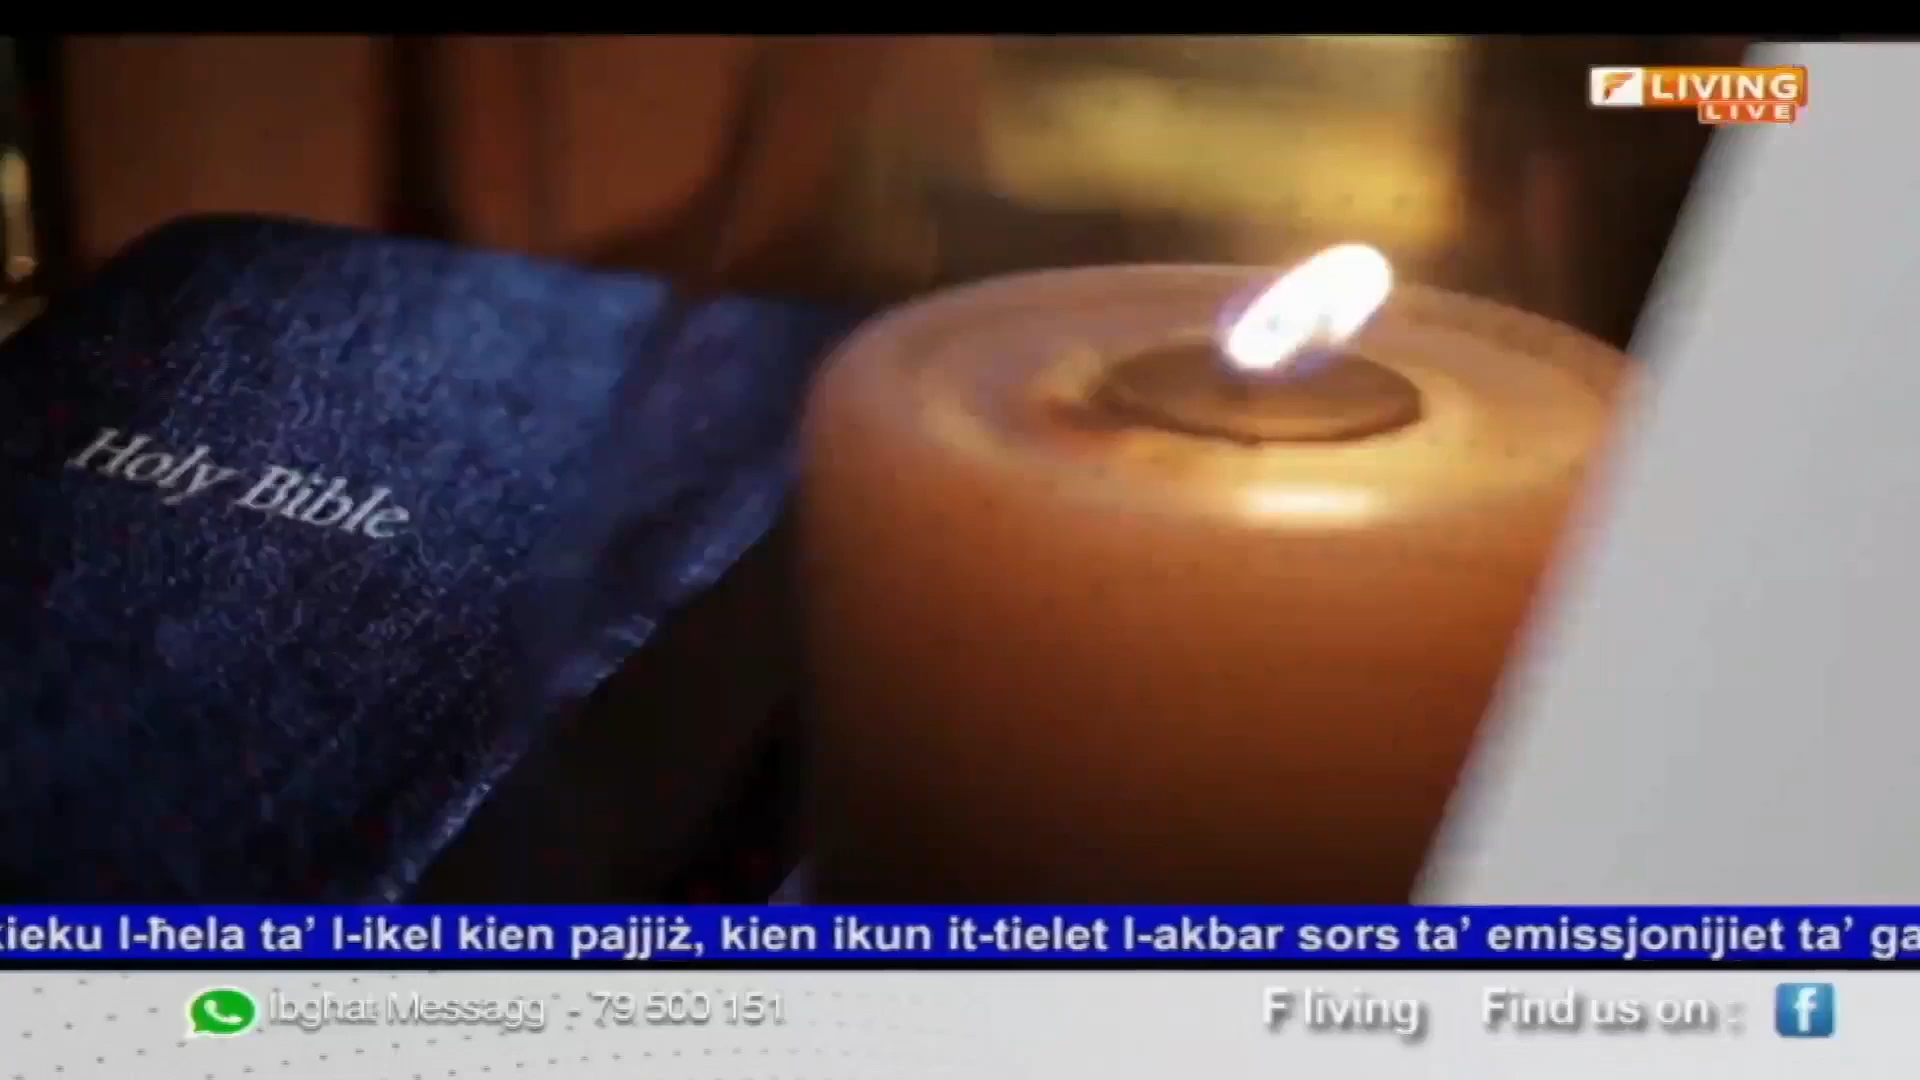 LIVING
LIVE
Holy Bible
kieku l-ħela ta’ l-ikel kien pajjiż, kien ikun it-tielet l-akbar sors ta’ emissjonijiet ta’ ga
Ibgħat Messagg - 79 500 151
F living Find us on :